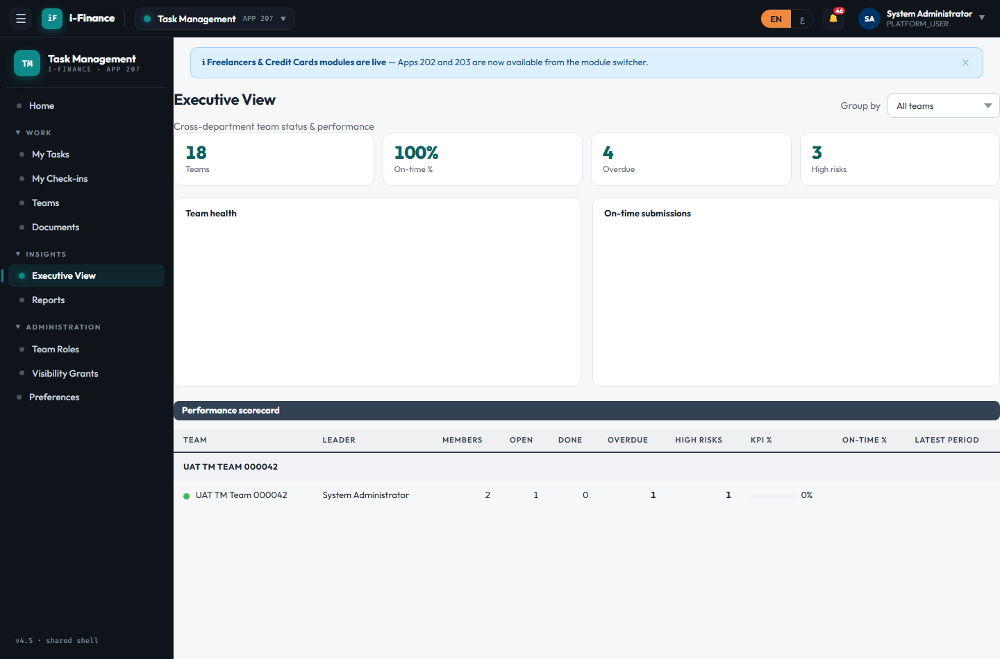 iF i-Finance Task Management APP 207 EN ع 46 SA System Administrator
PLATFORM_USER
TM Task Management
I-FINANCE · APP 207
Home
WORK
My Tasks
My Check-ins
Teams
Documents
INSIGHTS
Executive View
Reports
ADMINISTRATION
Team Roles
Visibility Grants
Preferences
v4.5 · shared shell
i Freelancers & Credit Cards modules are live — Apps 202 and 203 are now available from the module switcher.
Executive View
Group by All teams
Cross-department team status & performance
18
Teams
100%
On-time %
4
Overdue
3
High risks
Team health
On-time submissions
Performance scorecard
TEAM LEADER MEMBERS OPEN DONE OVERDUE HIGH RISKS KPI % ON-TIME % LATEST PERIOD
UAT TM TEAM 000042
UAT TM Team 000042 System Administrator 2 1 0 1 1 0%